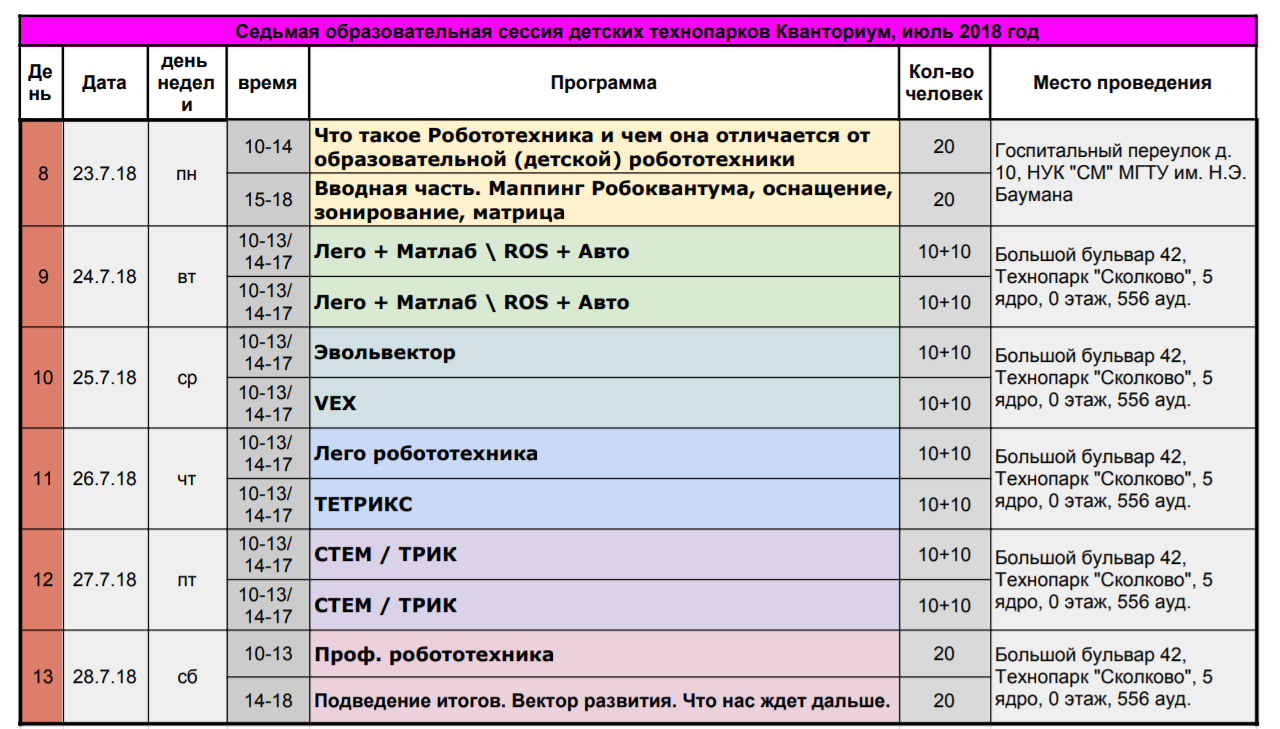 Седьмая образовательная сессия детских технопарков Кванториум, июль 2018 год
Де
нь
Дата
день
недел
и
время
Программа
Кол-во
человек
Место проведения
8
23.7.18
пн
10-14
Что такое Робототехника и чем она отличается от
образовательной (детской) робототехники
20
15-18
Вводная часть. Маппинг Робоквантума, оснащение,
зонирование, матрица
20
Госпитальный переулок д.
10, НУК "СМ" МГТУ им. Н.Э.
Баумана
9
24.7.18
вт
10-13/
14-17
Лего + Матлаб \ ROS + Авто
10+10
10-13/
14-17
Лего + Матлаб \ ROS + Авто
10+10
Большой бульвар 42,
Технопарк "Сколково", 5
ядро, 0 этаж, 556 ауд.
10
25.7.18
ср
10-13/
14-17
Эвольвектор
10+10
10-13/
14-17
VEX
10+10
Большой бульвар 42,
Технопарк "Сколково", 5
ядро, 0 этаж, 556 ауд.
11
26.7.18
чт
10-13/
14-17
Лего робототехника
10+10
10-13/
14-17
ТЕТРИКС
10+10
Большой бульвар 42,
Технопарк "Сколково", 5
ядро, 0 этаж, 556 ауд.
12
27.7.18
пт
10-13/
14-17
СТЕМ / ТРИК
10+10
10-13/
14-17
СТЕМ / ТРИК
10+10
Большой бульвар 42,
Технопарк "Сколково", 5
ядро, 0 этаж, 556 ауд.
13
28.7.18
сб
10-13
Проф. робототехника
20
14-18
Подведение итогов. Вектор развития. Что нас ждет дальше.
20
Большой бульвар 42,
Технопарк "Сколково", 5
ядро, 0 этаж, 556 ауд.